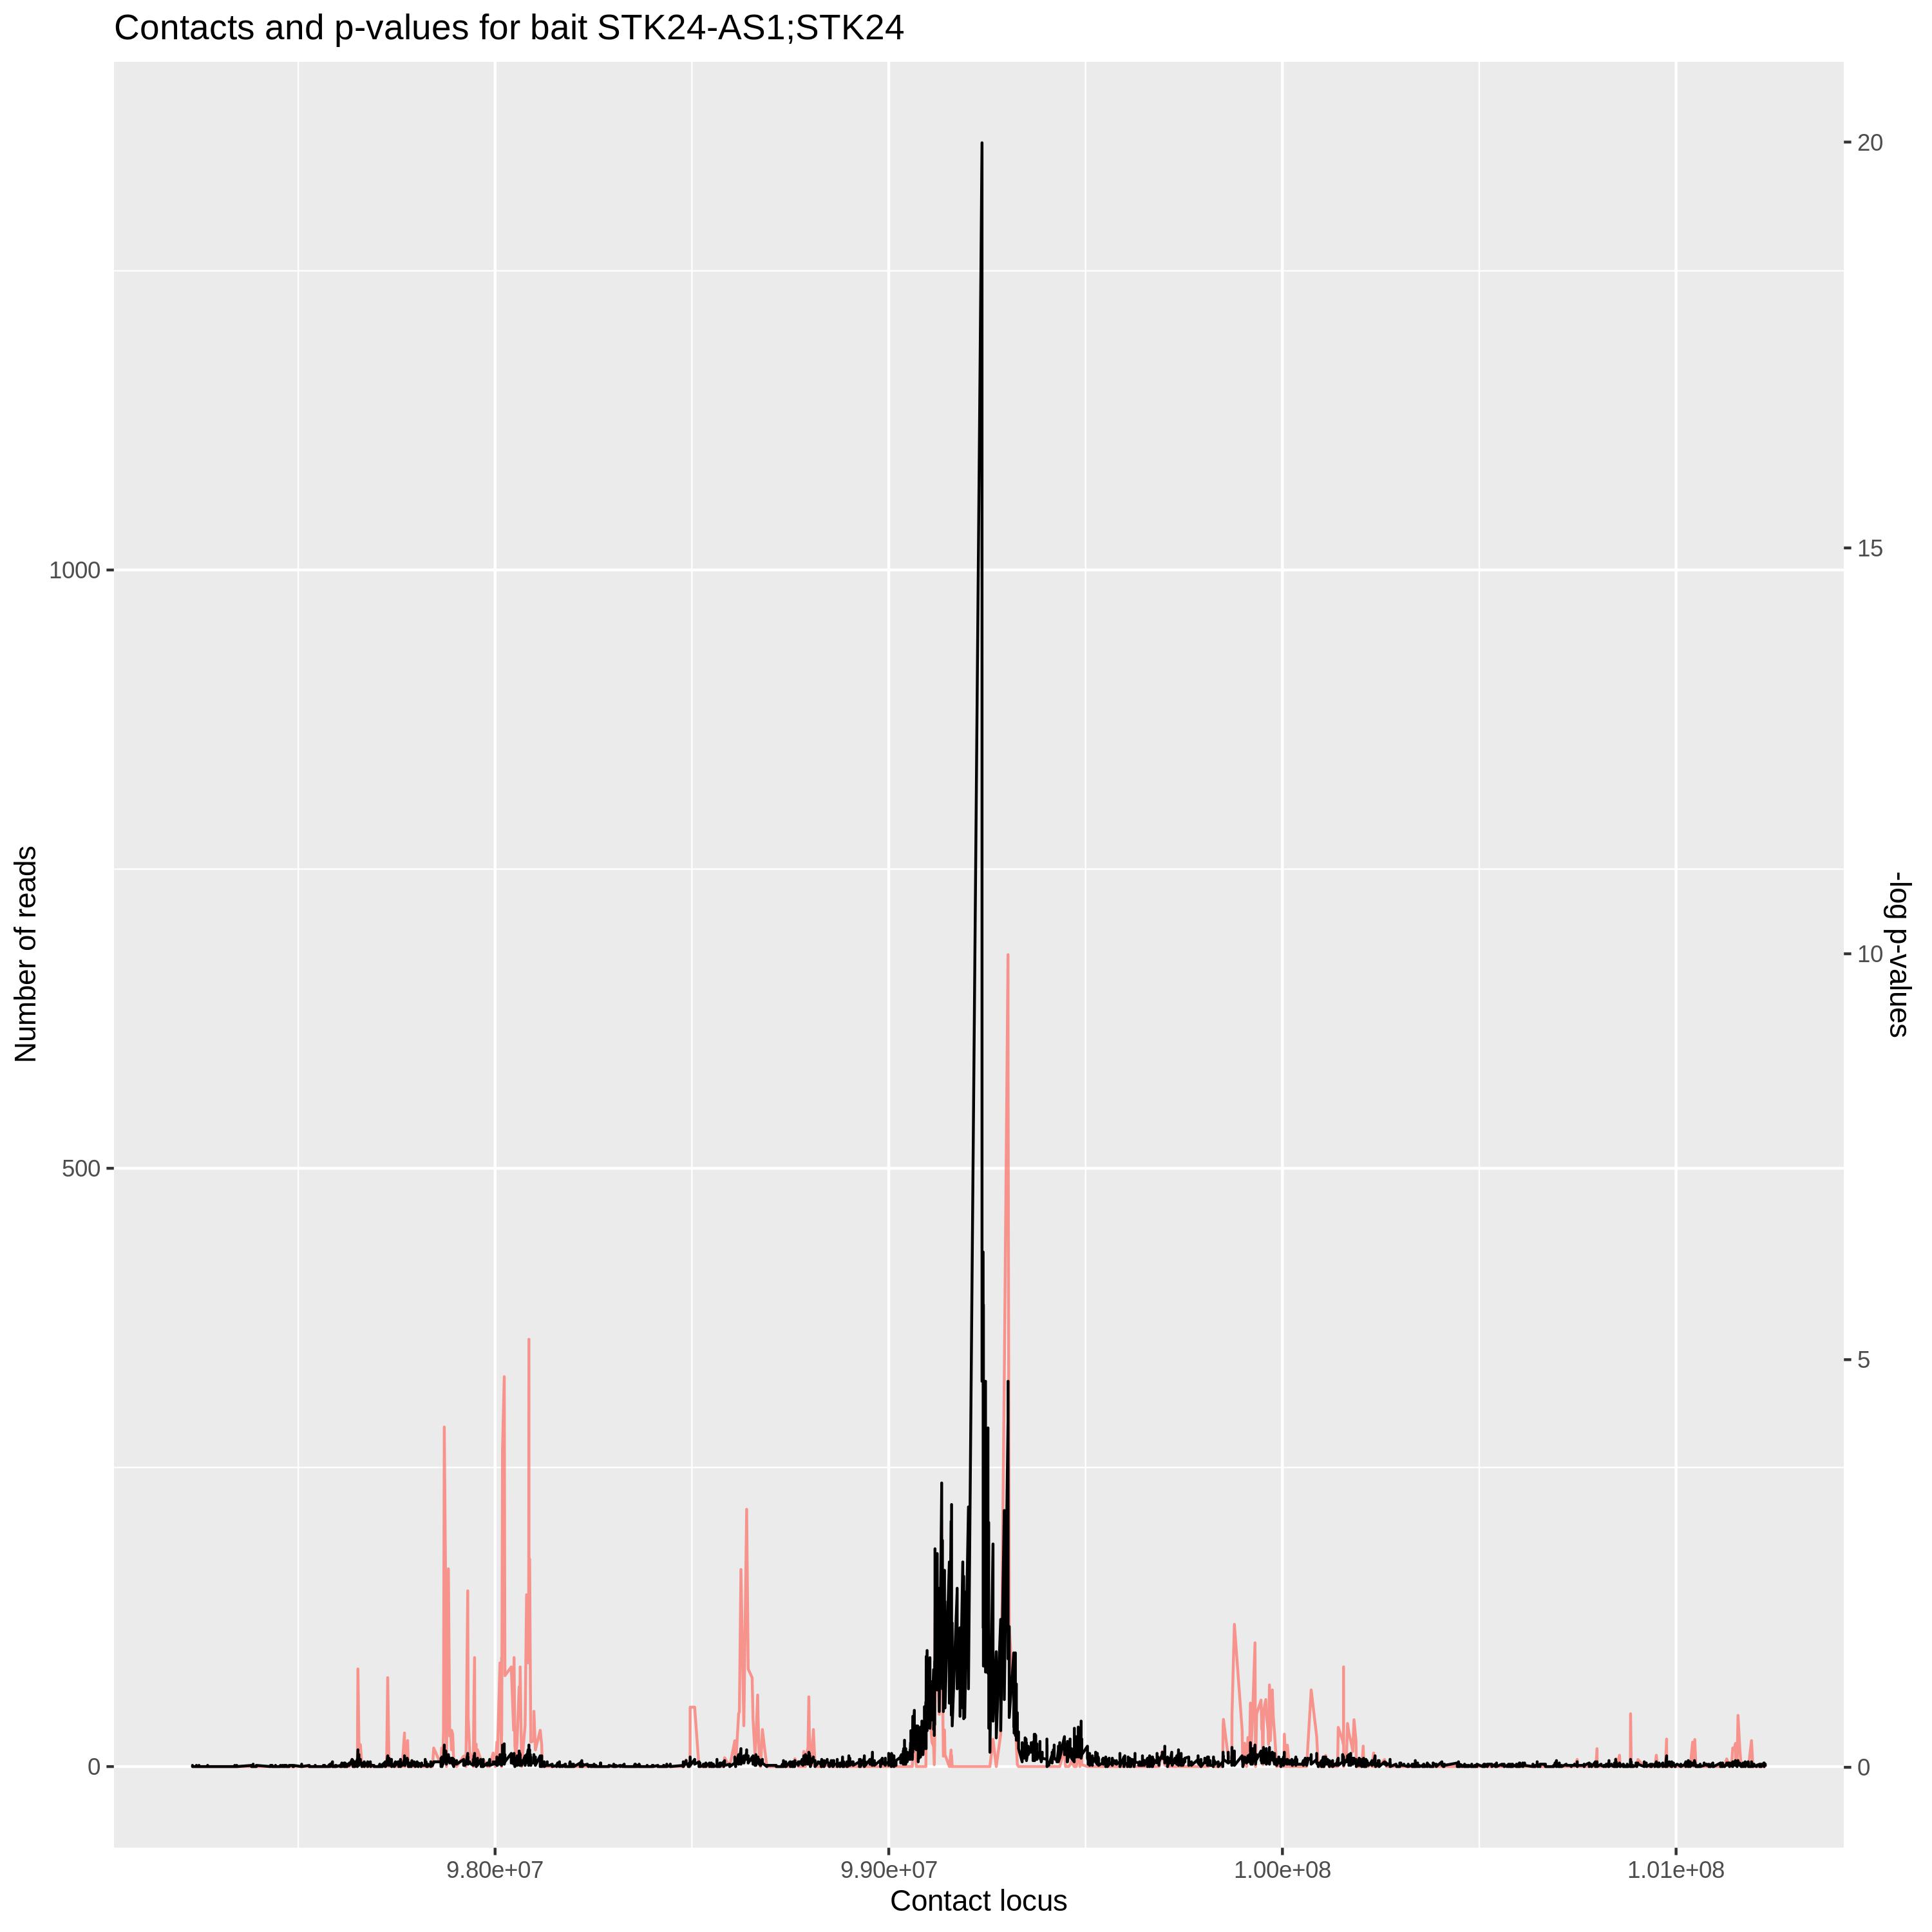 Contacts and p-values for bait STK24-AS1;STK24
20
15
1000
10
Number of reads
-log p-values
500
5
0
0
9.80e+07
9.90e+07
1.00e+08
1.01e+08
Contact locus